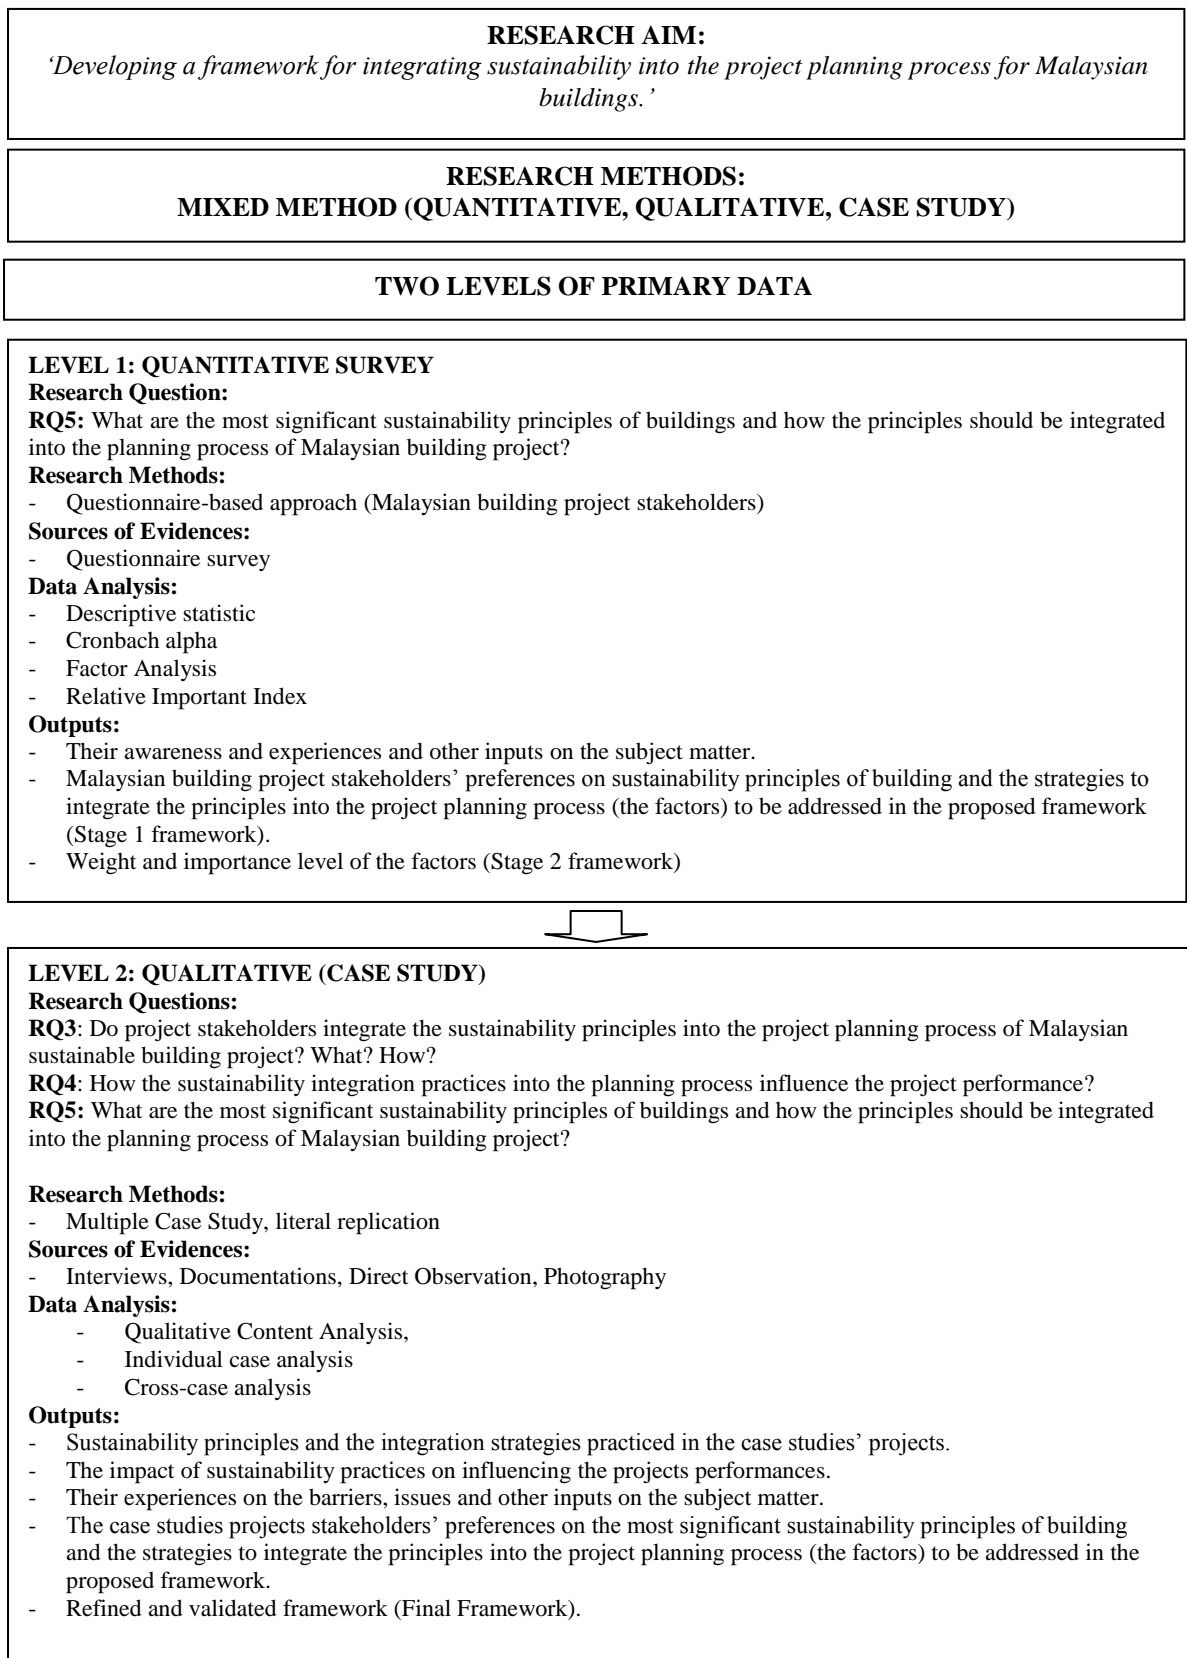 RESEARCH AIM:
‘Developing a framework for integrating sustainability into the project planning process for Malaysian
buildings.’
RESEARCH METHODS:
MIXED METHOD (QUANTITATIVE, QUALITATIVE, CASE STUDY)
TWO LEVELS OF PRIMARY DATA
LEVEL 1: QUANTITATIVE SURVEY
Research Question:
RQ5: What are the most significant sustainability principles of buildings and how the principles should be integrated
into the planning process of Malaysian building project?
Research Methods:
- Questionnaire-based approach (Malaysian building project stakeholders)
Sources of Evidences:
- Questionnaire survey
Data Analysis:
- Descriptive statistic
- Cronbach alpha
- Factor Analysis
- Relative Important Index
Outputs:
- Their awareness and experiences and other inputs on the subject matter.
- Malaysian building project stakeholders’ preferences on sustainability principles of building and the strategies to
integrate the principles into the project planning process (the factors) to be addressed in the proposed framework
(Stage 1 framework).
- Weight and importance level of the factors (Stage 2 framework)
LEVEL 2: QUALITATIVE (CASE STUDY)
Research Questions:
RQ3: Do project stakeholders integrate the sustainability principles into the project planning process of Malaysian
sustainable building project? What? How?
RQ4: How the sustainability integration practices into the planning process influence the project performance?
RQ5: What are the most significant sustainability principles of buildings and how the principles should be integrated
into the planning process of Malaysian building project?
Research Methods:
- Multiple Case Study, literal replication
Sources of Evidences:
- Interviews, Documentations, Direct Observation, Photography
Data Analysis:
- Qualitative Content Analysis,
- Individual case analysis
- Cross-case analysis
Outputs:
- Sustainability principles and the integration strategies practiced in the case studies’ projects.
- The impact of sustainability practices on influencing the projects performances.
- Their experiences on the barriers, issues and other inputs on the subject matter.
- The case studies projects stakeholders’ preferences on the most significant sustainability principles of building
and the strategies to integrate the principles into the project planning process (the factors) to be addressed in the
proposed framework.
- Refined and validated framework (Final Framework).